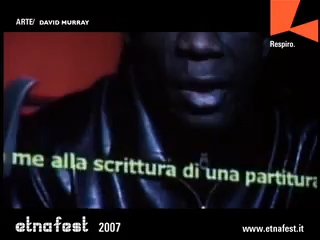 ARTE/ DAVID MURRAY
Respiro.
me alla scrittura di una partitura
etnafest 2007
www.etnafest.it